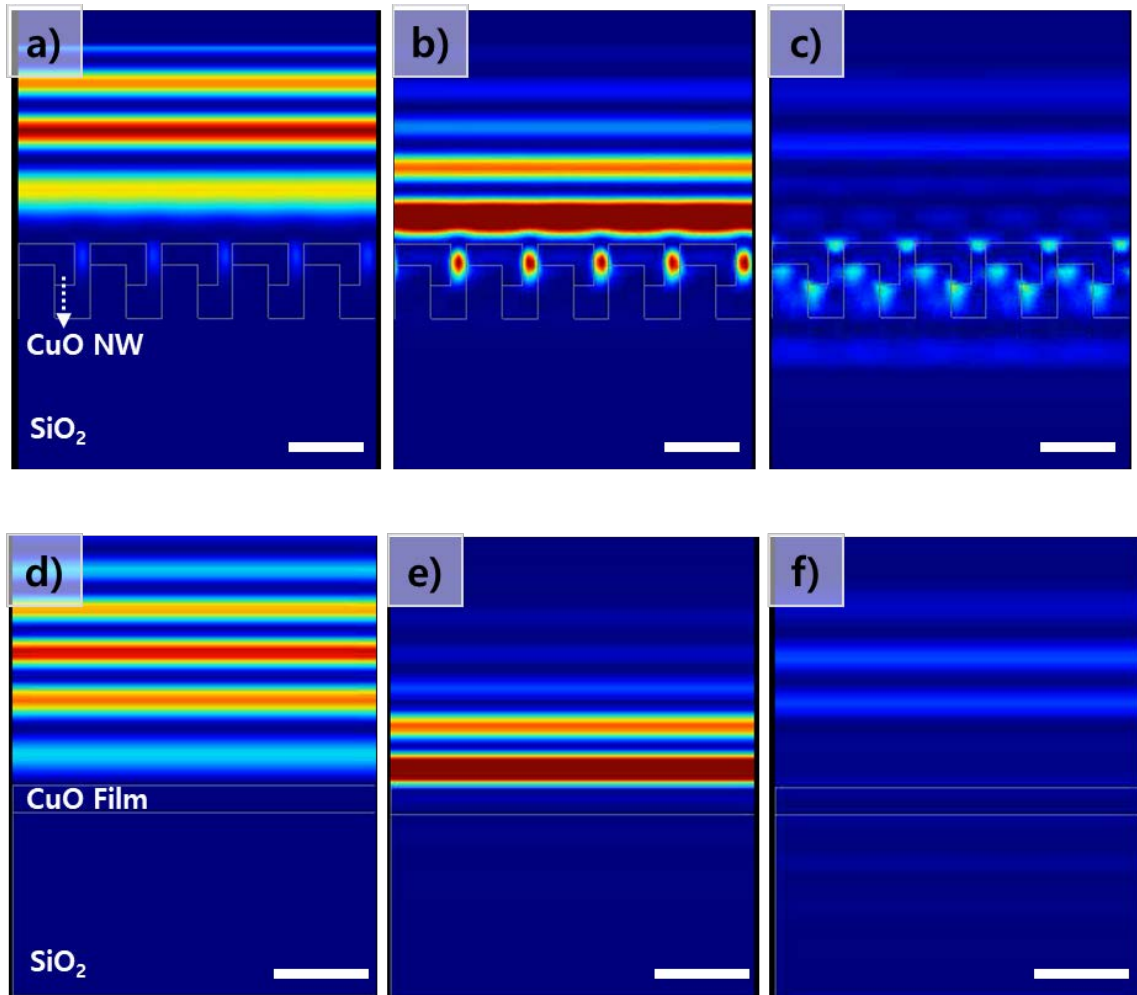 a)
b)
c)
CuO NW
SiO₂
d)
e)
f)
CuO Film
SiO₂